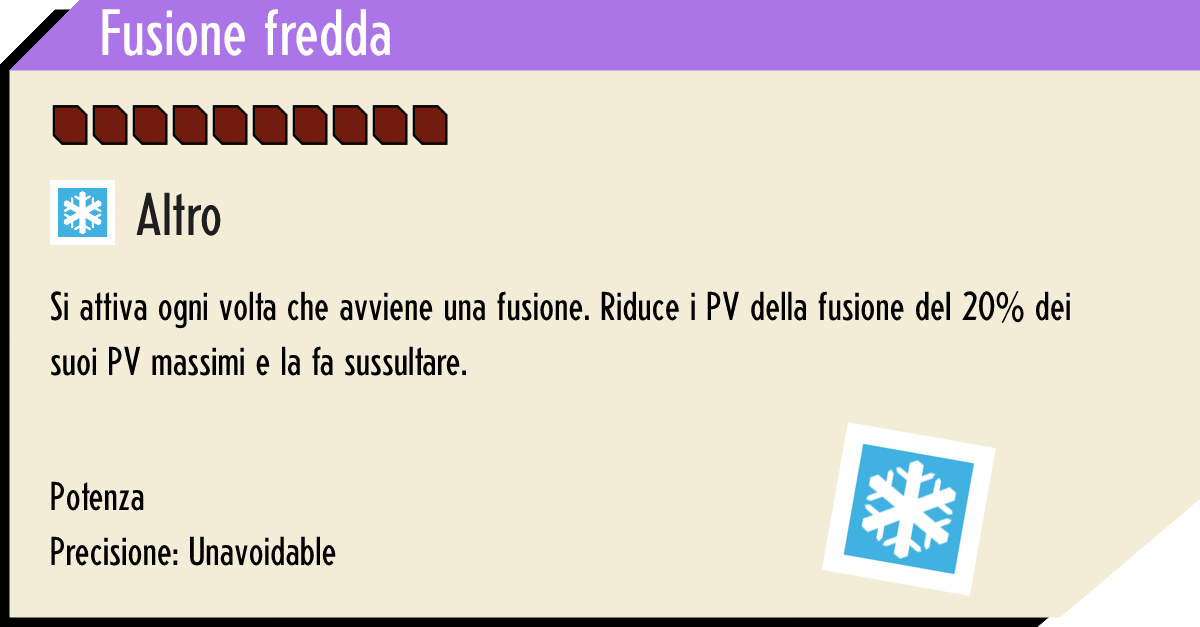 Fusione fredda
Altro
Si attiva ogni volta che avviene una fusione. Riduce i PV della fusione del 20% dei
suoi PV massimi e la fa sussultare.
Potenza
Precisione: Unavoidable